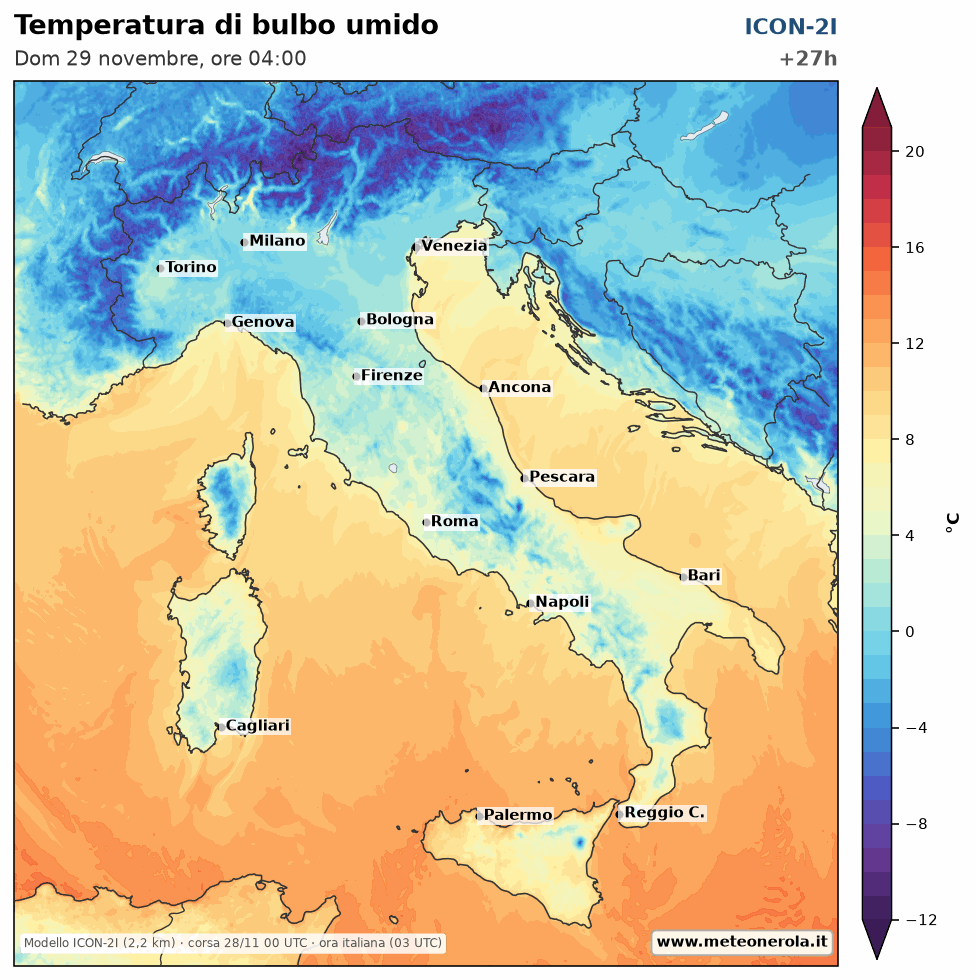 Temperatura di bulbo umido
ICON-2I
Dom 29 novembre, ore 04:00
+27h
Milano
Venezia
Torino
Genova
Bologna
Firenze
Ancona
Pescara
Roma
Bari
Napoli
Cagliari
Palermo
Reggio C.
20
16
12
8
4
0
−4
−8
−12
°C
Modello ICON-2I (2,2 km) · corsa 28/11 00 UTC · ora italiana (03 UTC)
www.meteonerola.it